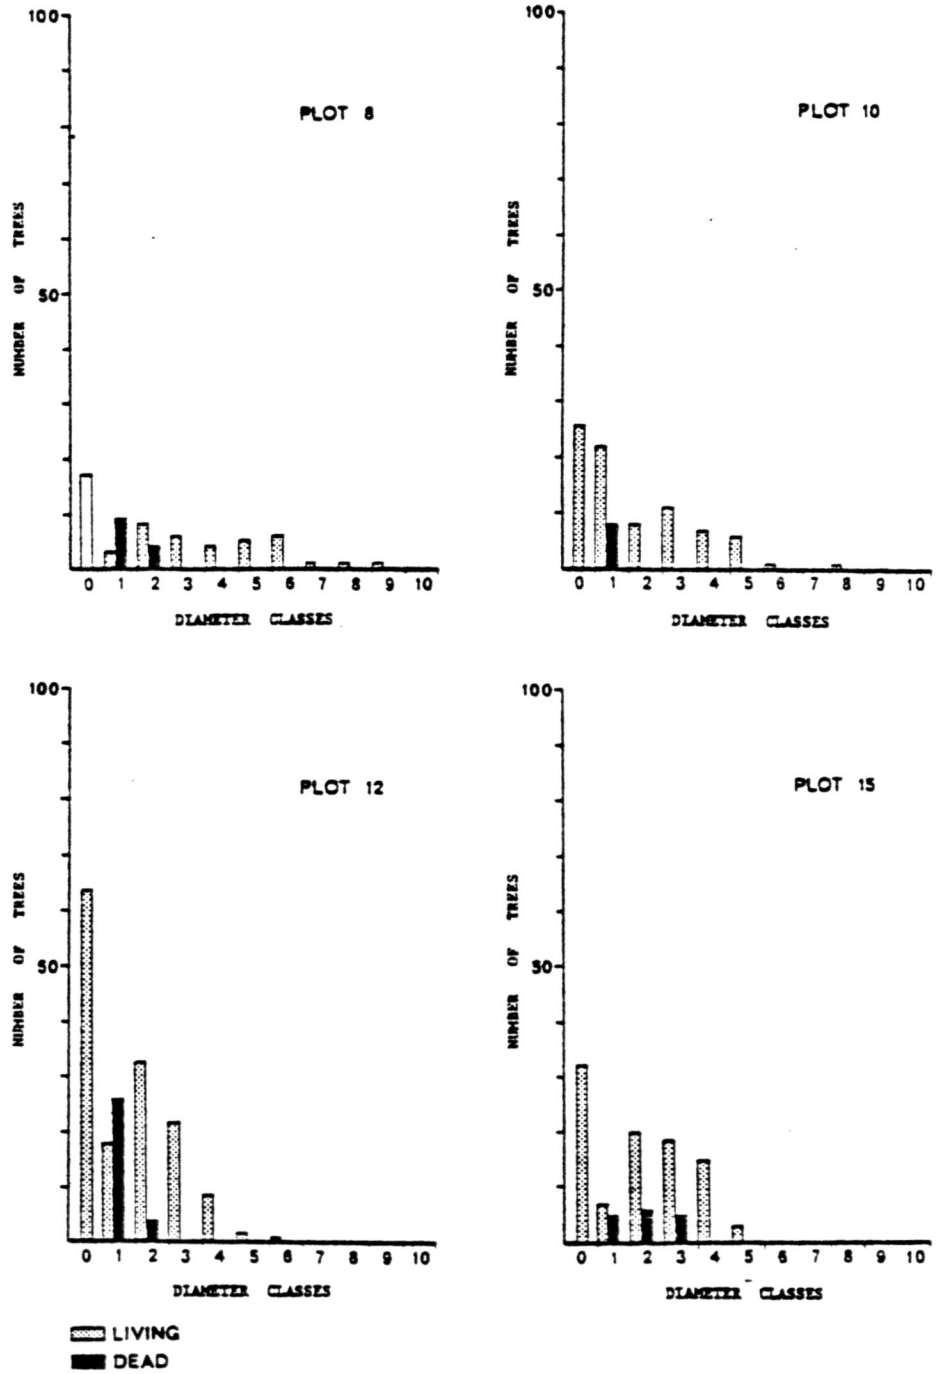 100
PLOT 8
NUMBER OF TREES
50
0 1 2 3 4 5 6 7 8 9 10
DIAMETER CLASSES
100
PLOT 10
NUMBER OF TREES
50
0 1 2 3 4 5 6 7 8 9 10
DIAMETER CLASSES
100
PLOT 12
NUMBER OF TREES
50
0 1 2 3 4 5 6 7 8 9 10
DIAMETER CLASSES
100
PLOT 15
NUMBER OF TREES
50
0 1 2 3 4 5 6 7 8 9 10
DIAMETER CLASSES
LIVING
DEAD